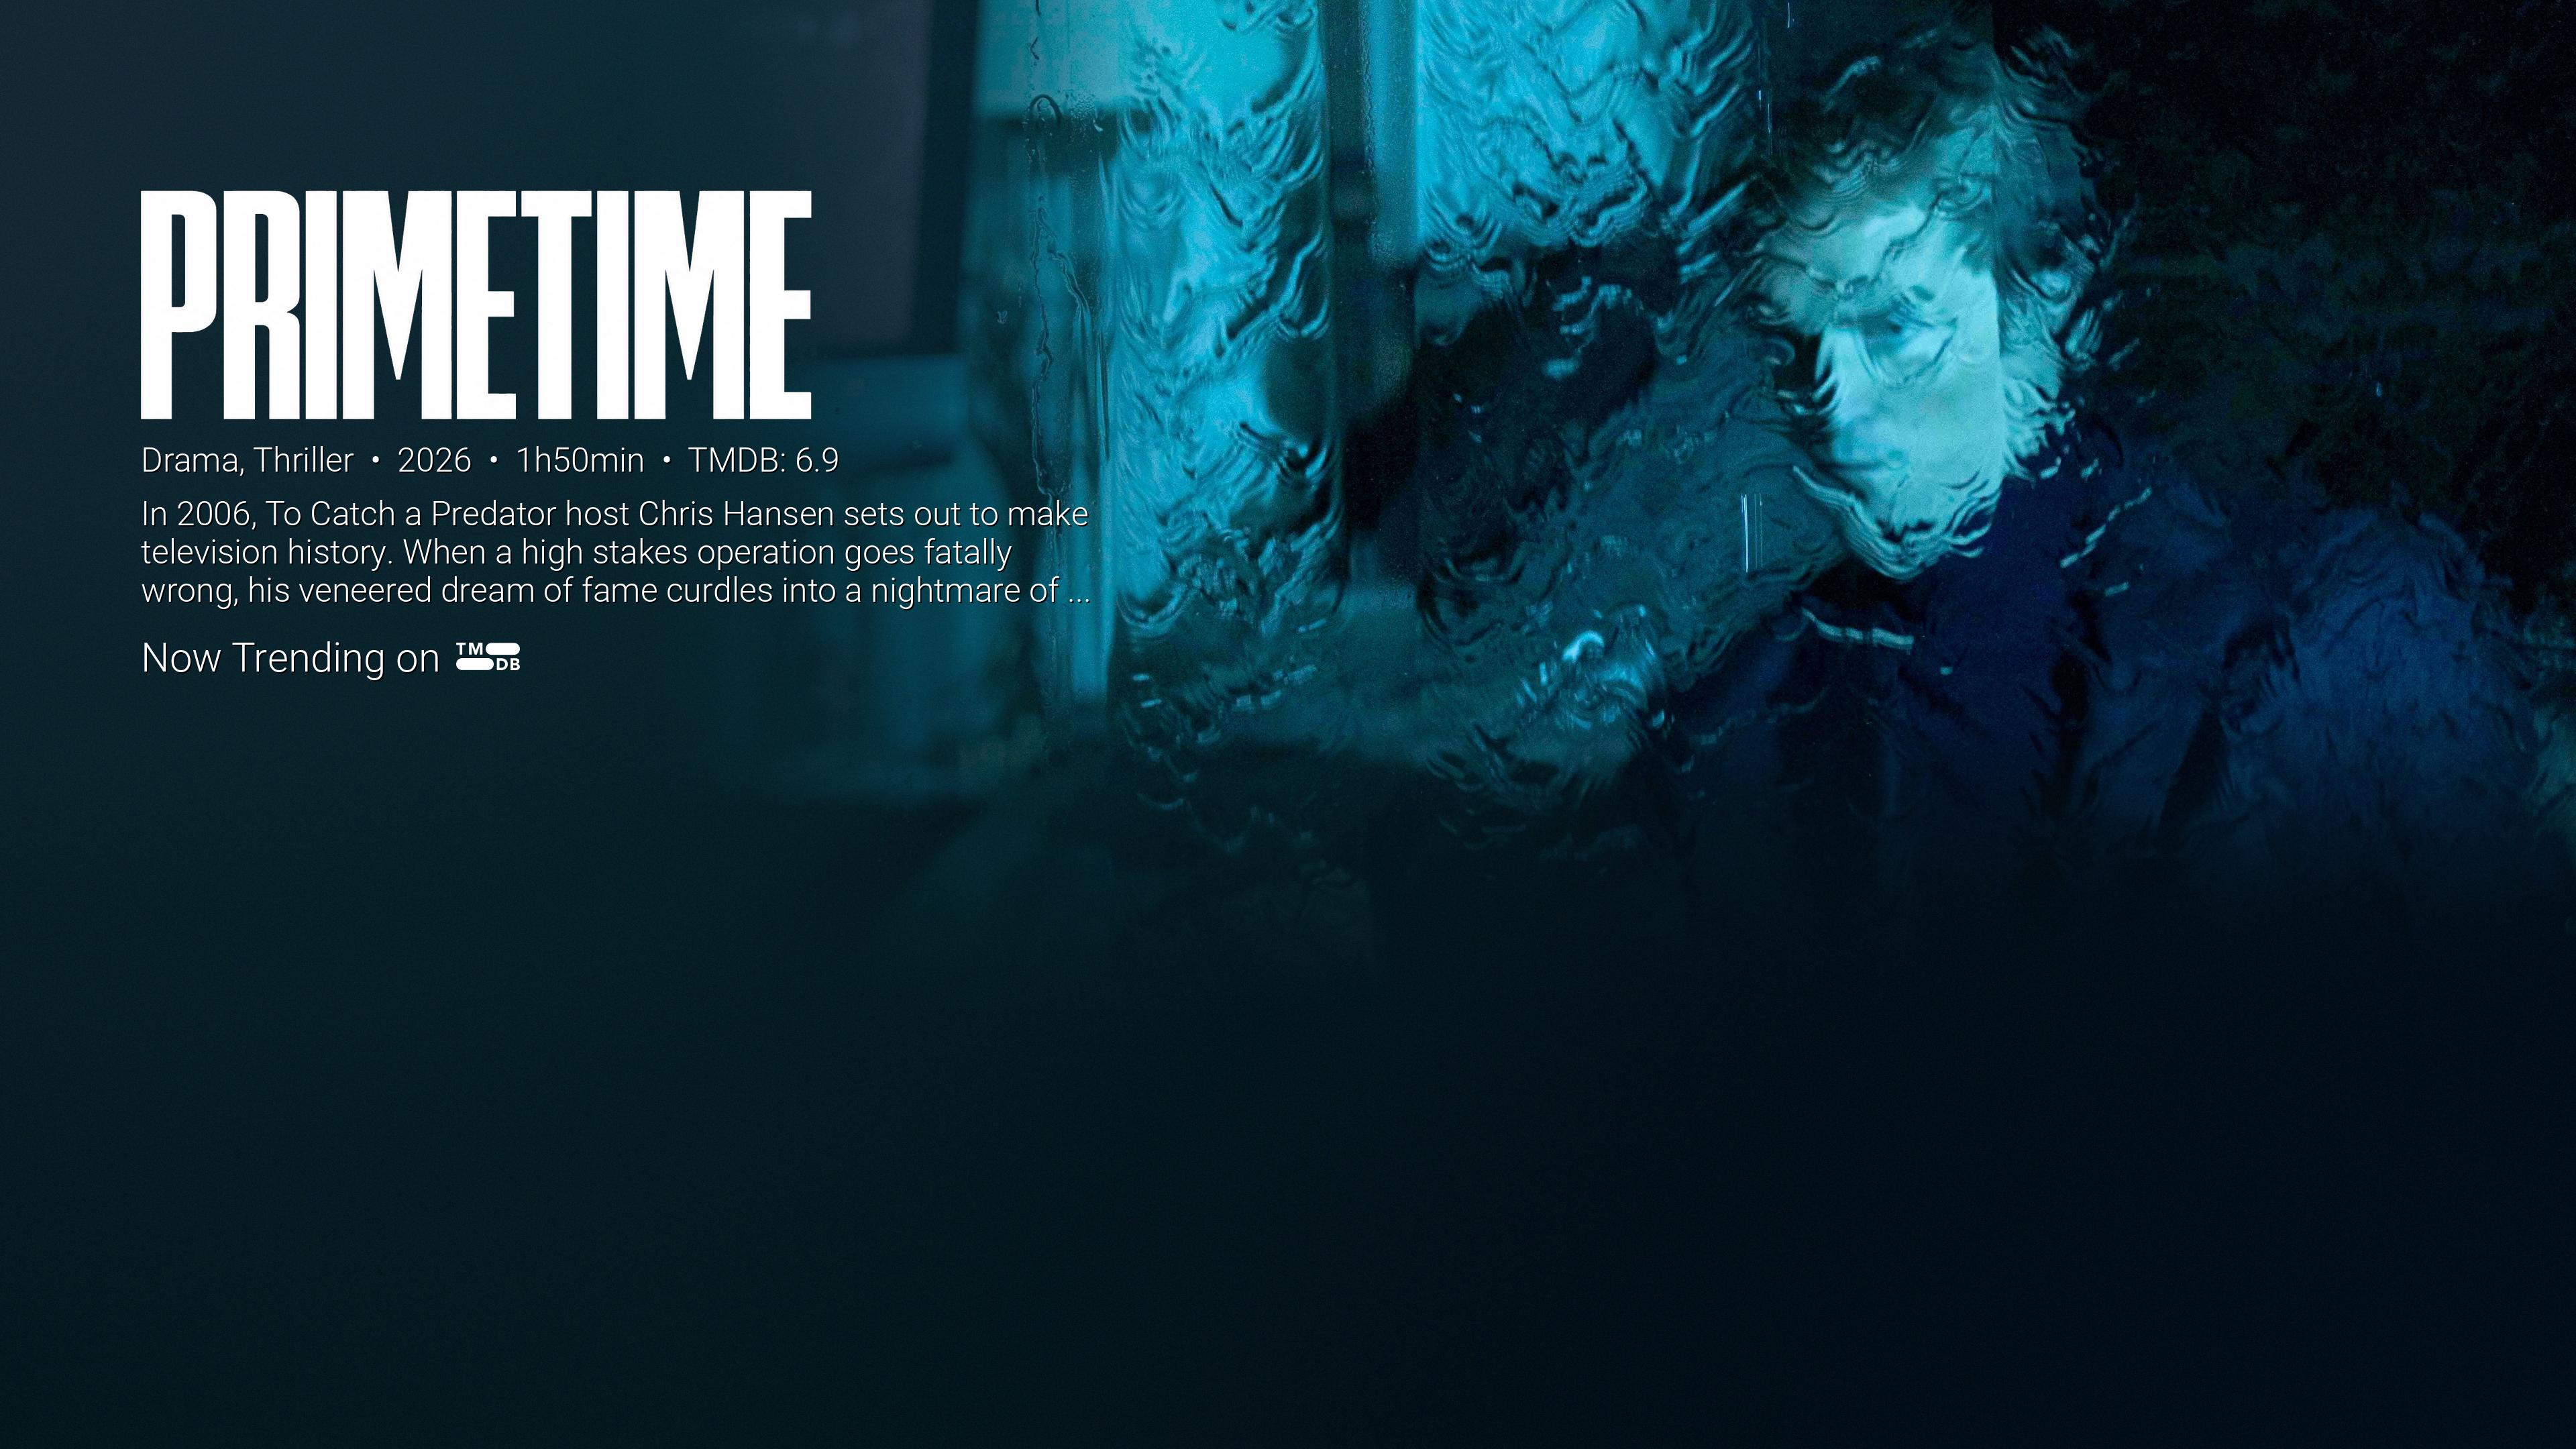 PRIMETIME
Drama, Thriller • 2026 • 1h50min • TMDB: 6.9
In 2006, To Catch a Predator host Chris Hansen sets out to make
television history. When a high stakes operation goes fatally
wrong, his veneered dream of fame curdles into a nightmare of ...
Now Trending on TMDB